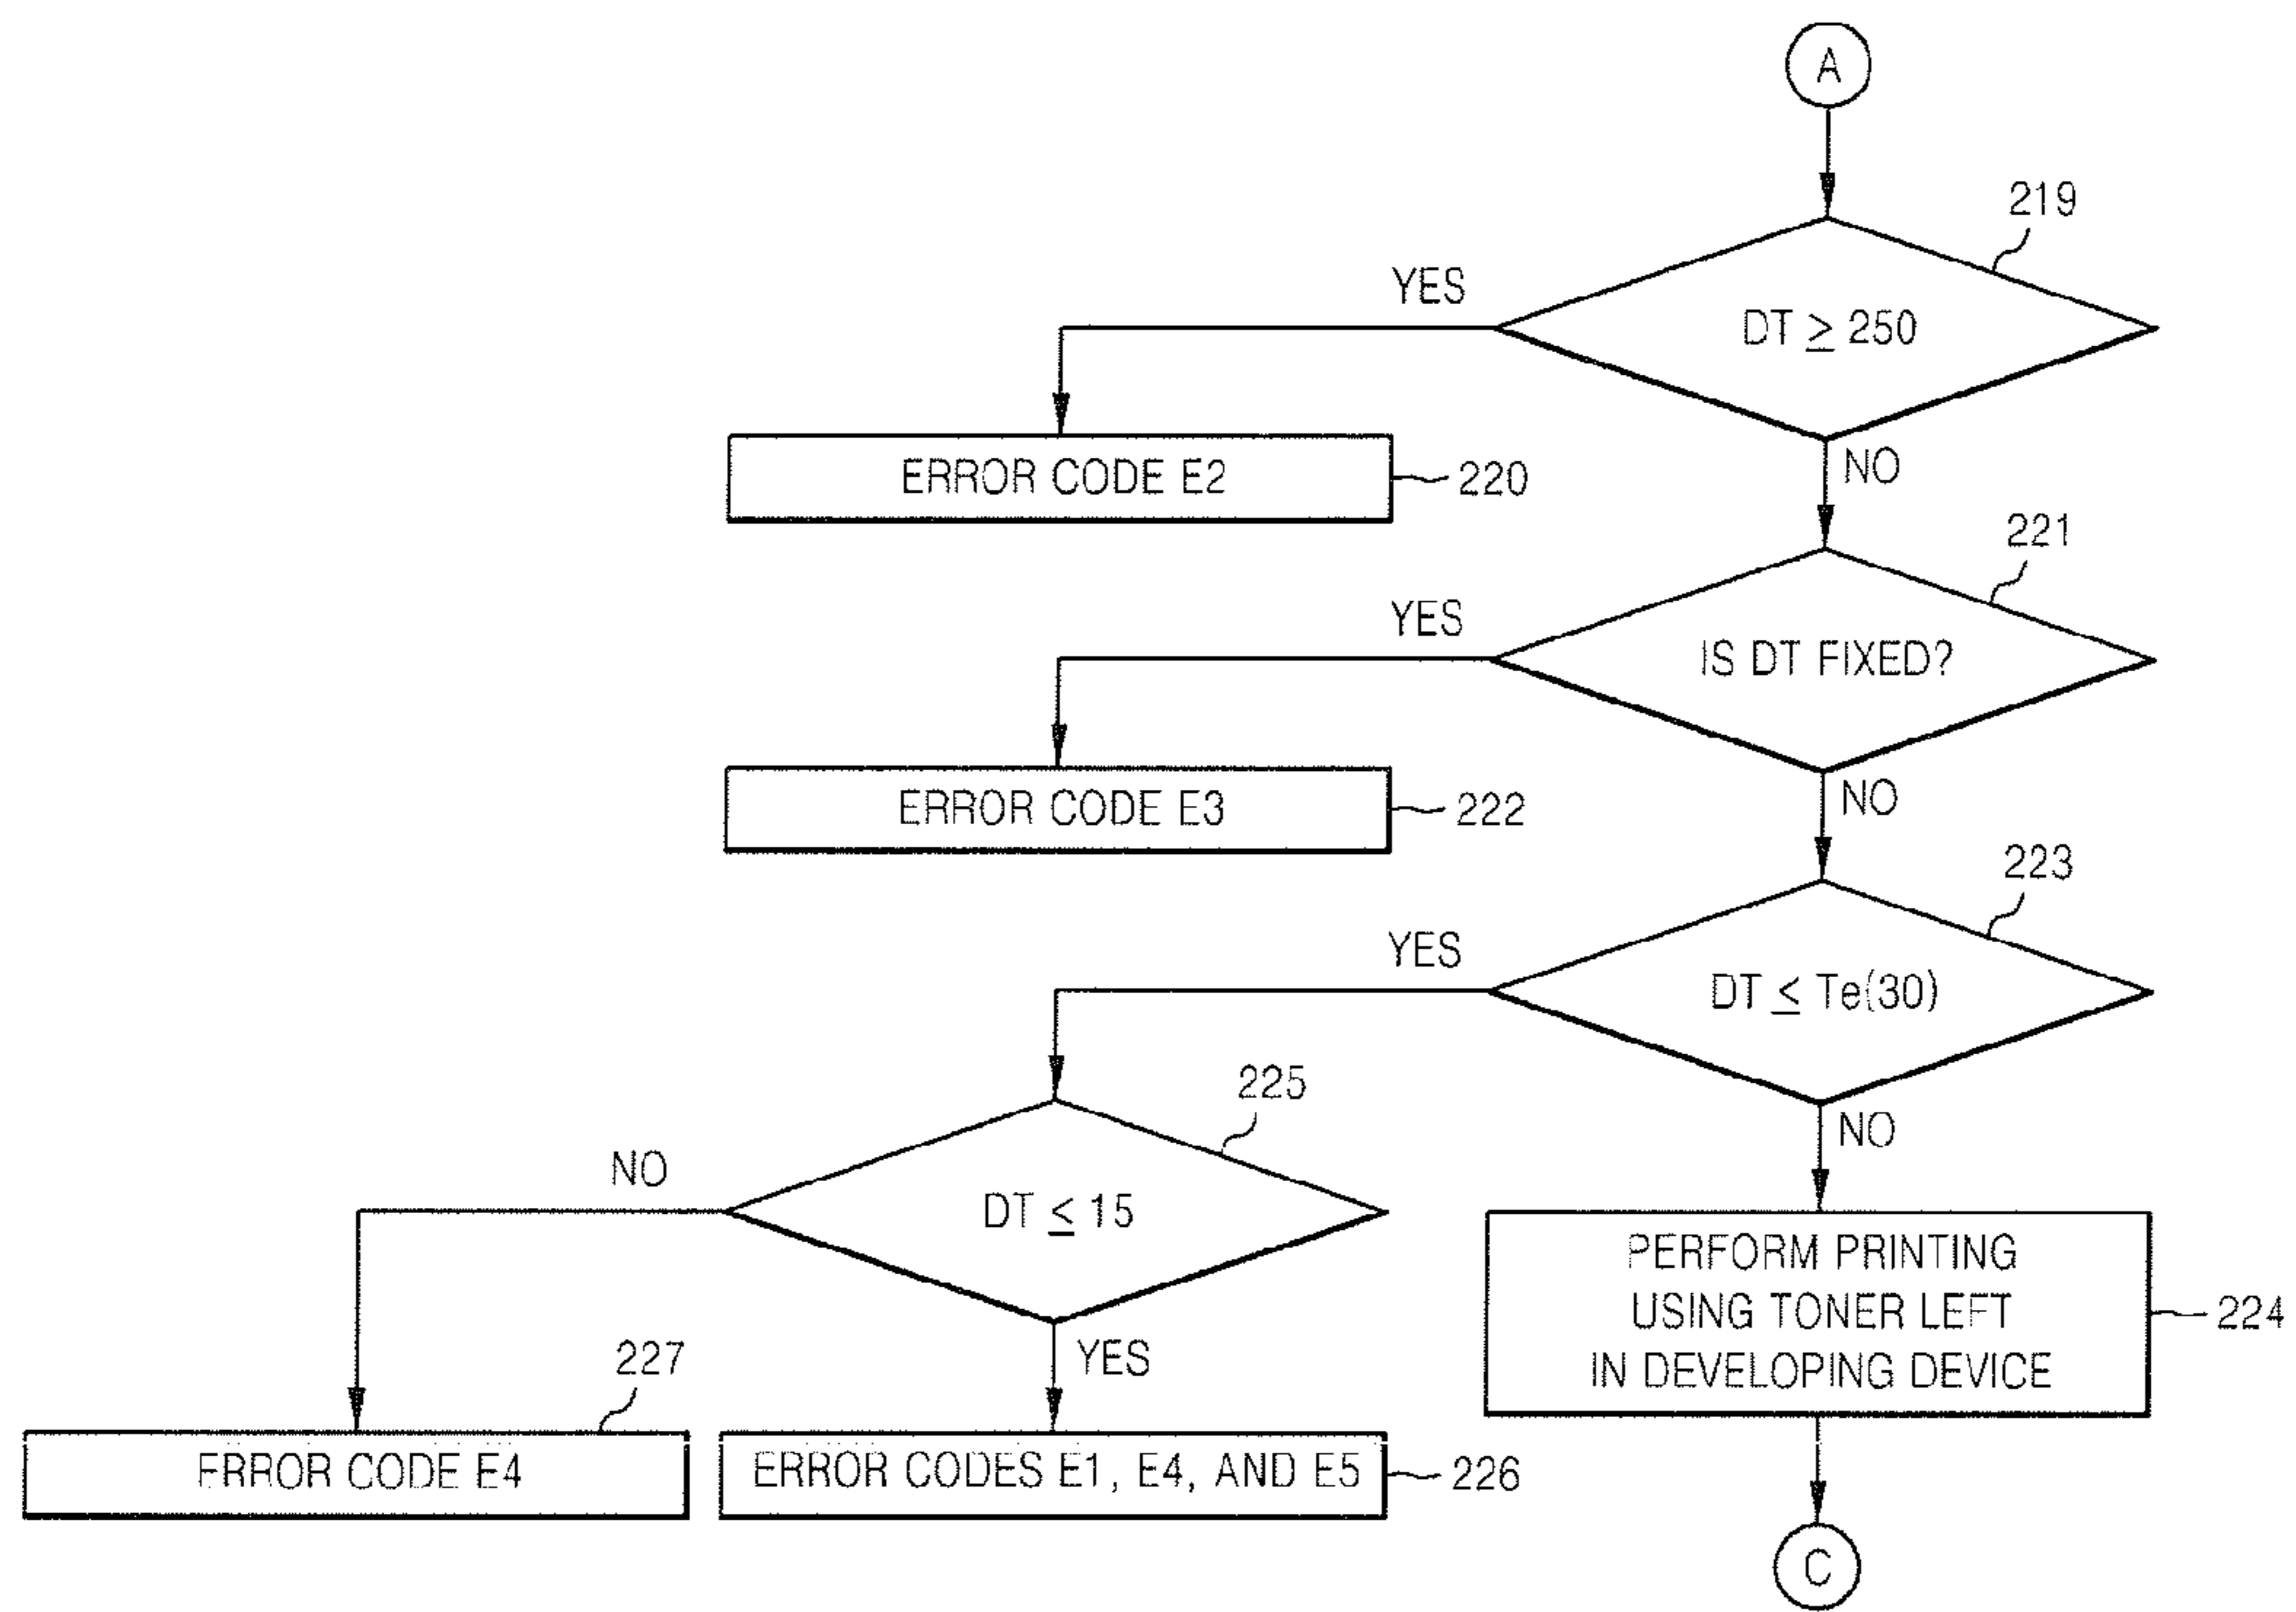 A
219
YES
DT ≥ 250
ERROR CODE E2
220
NO
221
YES
IS DT FIXED?
ERROR CODE E3
222
NO
223
YES
DT ≤ Te(30)
225
NO
NO
DT ≤ 15
PERFORM PRINTING
USING TONER LEFT
IN DEVELOPING DEVICE
224
227
YES
ERROR CODE E4
ERROR CODES E1, E4, AND E5
226
C